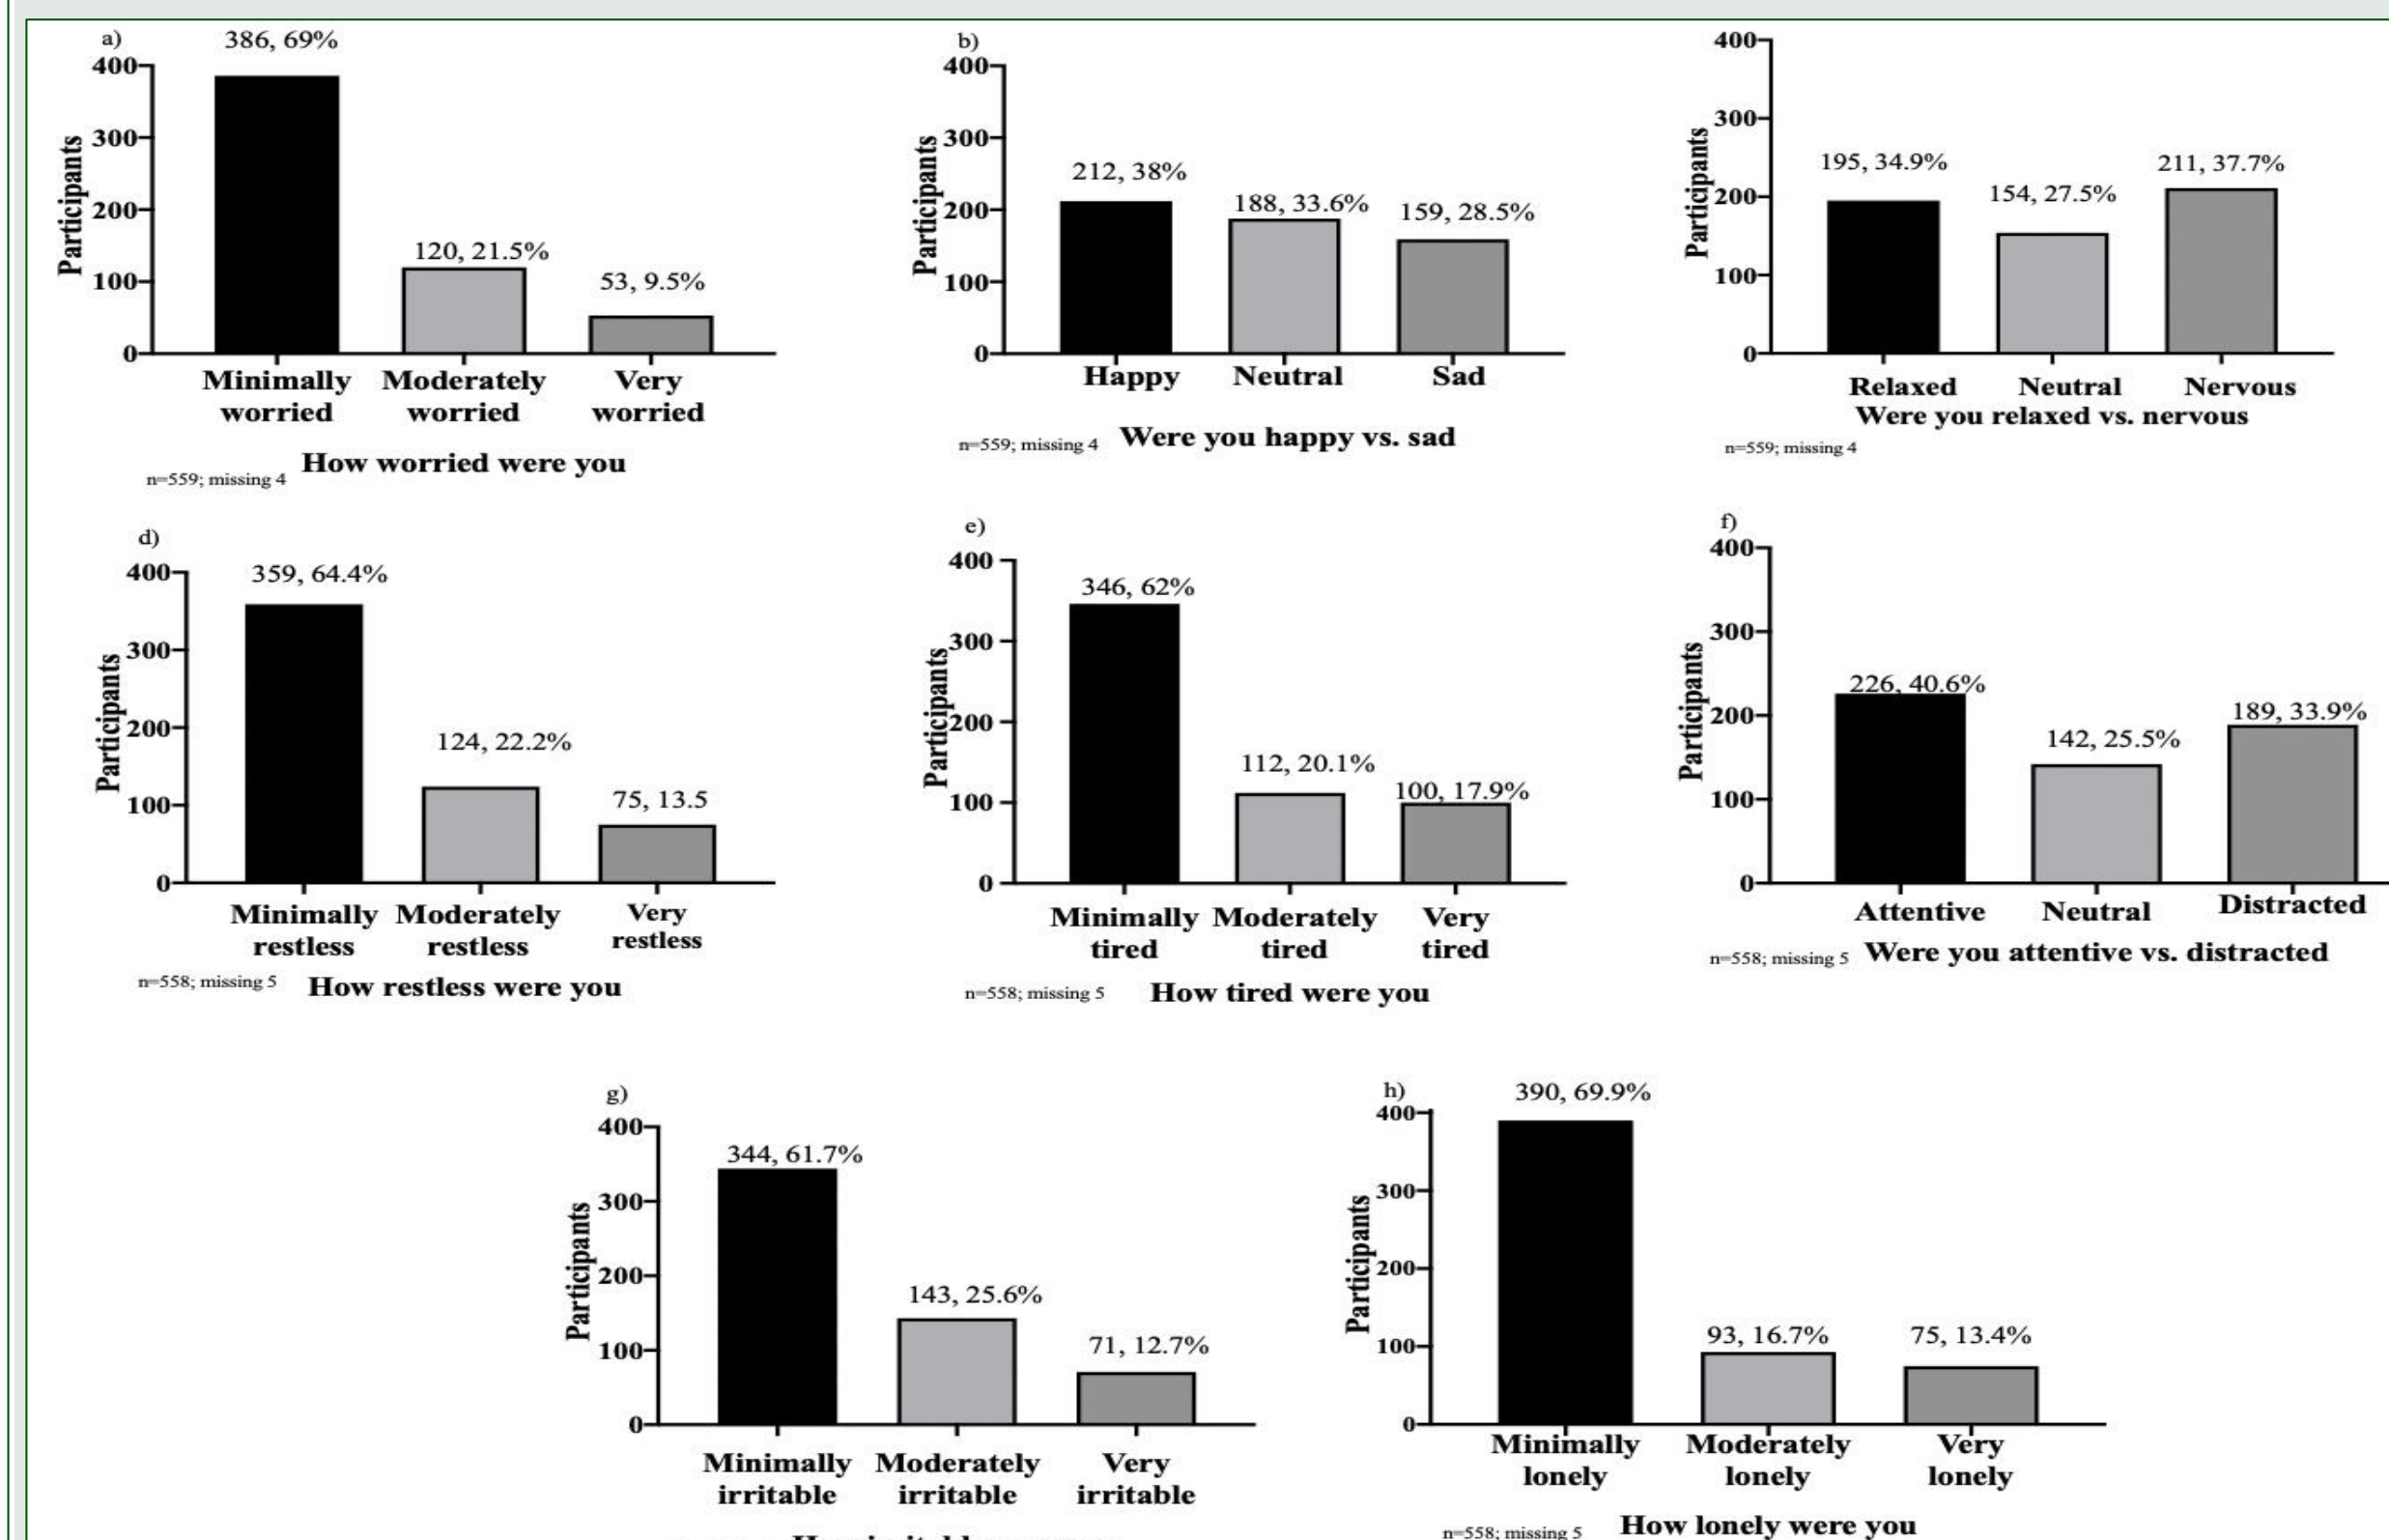 a)
386, 69%
400
300
200
100
0
Participants
120, 21.5%
53, 9.5%
Minimally Moderately Very
worried worried worried
How worried were you
n=559; missing 4
b)
400
300
200
100
0
Participants
212, 38%
188, 33.6%
159, 28.5%
Happy Neutral Sad
Were you happy vs. sad
n=559; missing 4
400
300
200
100
0
Participants
195, 34.9%
154, 27.5%
211, 37.7%
Relaxed Neutral Nervous
Were you relaxed vs. nervous
n=559; missing 4
d)
400
300
200
100
0
Participants
359, 64.4%
124, 22.2%
75, 13.5
Minimally Moderately Very
restless restless restless
n=558; missing 5
How restless were you
e)
400
300
200
100
0
Participants
346, 62%
112, 20.1%
100, 17.9%
Minimally Moderately Very
tired tired tired
n=558; missing 5
How tired were you
f)
400
300
200
100
0
Participants
226, 40.6%
142, 25.5%
189, 33.9%
Attentive Neutral Distracted
n=558; missing 5
Were you attentive vs. distracted
g)
400
300
200
100
0
Participants
344, 61.7%
143, 25.6%
71, 12.7%
Minimally Moderately Very
irritable irritable irritable
h)
390, 69.9%
400
300
200
100
0
Participants
93, 16.7%
75, 13.4%
Minimally Moderately Very
lonely lonely lonely
n=558; missing 5
How lonely were you